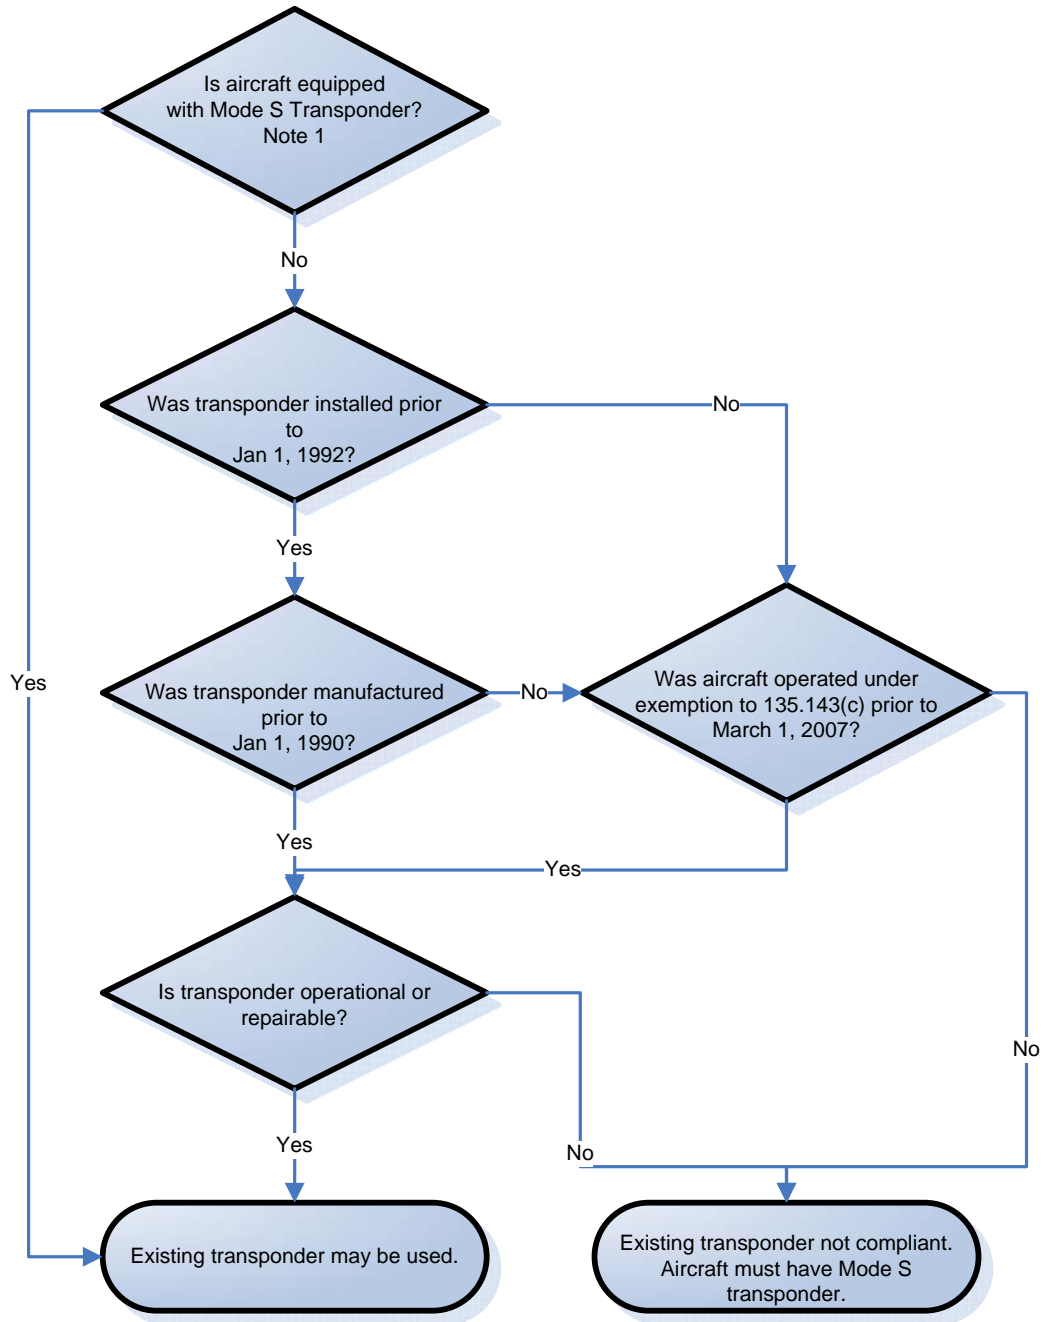 Is aircraft equipped
with Mode S Transponder?
Note 1
No
Was transponder installed prior
to
Jan 1, 1992?
No
Yes
Yes
Was transponder manufactured
prior to
Jan 1, 1990?
No
Was aircraft operated under
exemption to 135.143(c) prior to
March 1, 2007?
Yes
Yes
Is transponder operational or
repairable?
No
Yes
No
Existing transponder may be used.
Existing transponder not compliant.
Aircraft must have Mode S
transponder.